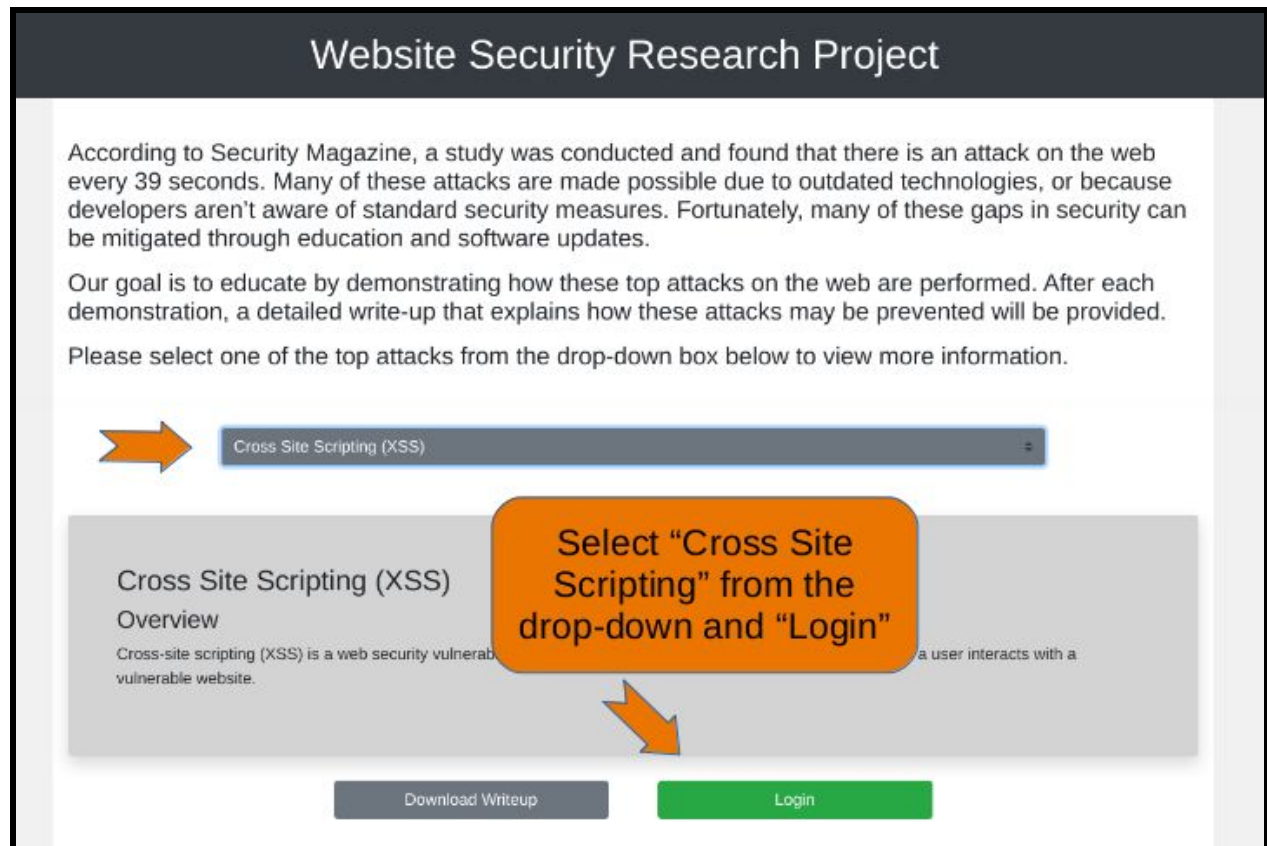 Website Security Research Project
According to Security Magazine, a study was conducted and found that there is an attack on the web
every 39 seconds. Many of these attacks are made possible due to outdated technologies, or because
developers aren't aware of standard security measures. Fortunately, many of these gaps in security can
be mitigated through education and software updates.
Our goal is to educate by demonstrating how these top attacks on the web are performed. After each
demonstration, a detailed write-up that explains how these attacks may be prevented will be provided.
Please select one of the top attacks from the drop-down box below to view more information.
Cross Site Scripting (XSS)
Select “Cross Site
Scripting” from the
drop-down and “Login”
Cross Site Scripting (XSS)
Overview
Cross-site scripting (XSS) is a web security a user interacts with a
vulnerable website.
Download Writeup
Login